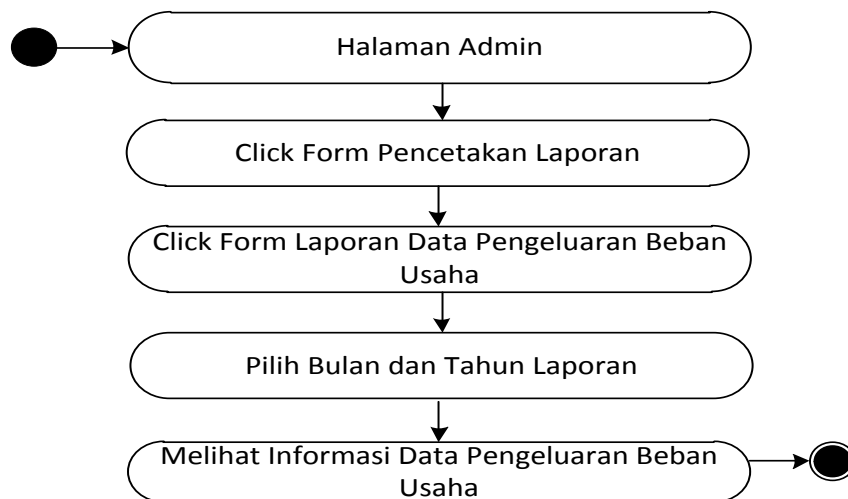 Halaman Admin
Click Form Pencetakan Laporan
Click Form Laporan Data Pengeluaran Beban
Usaha
Pilih Bulan dan Tahun Laporan
Melihat Informasi Data Pengeluaran Beban
Usaha